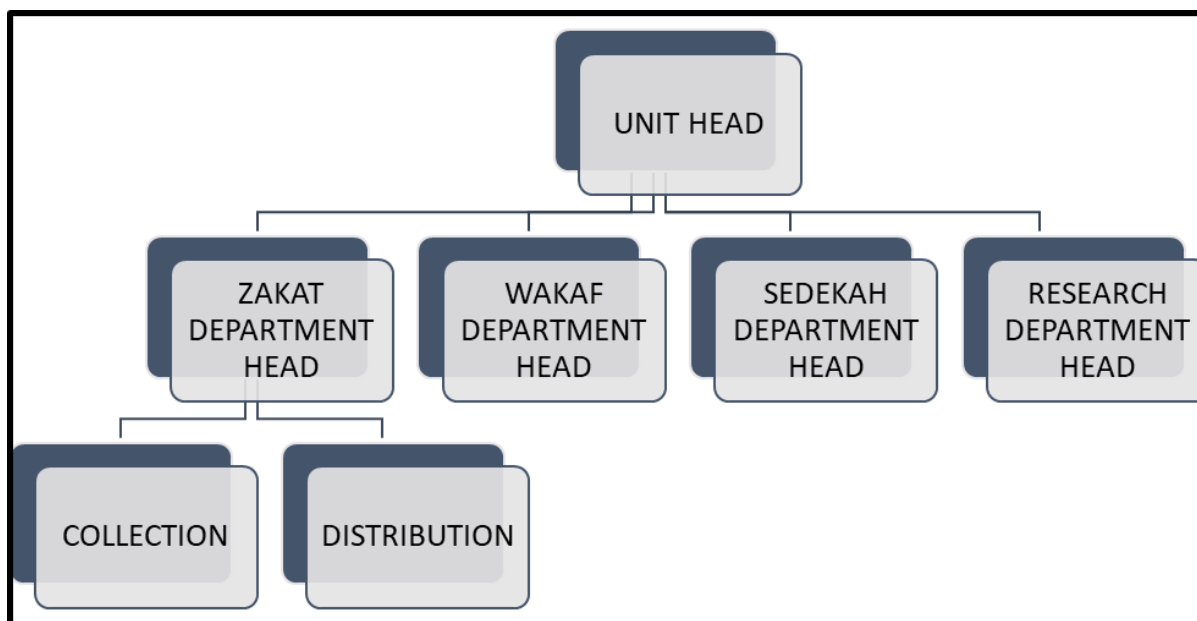 UNIT HEAD
ZAKAT
DEPARTMENT
HEAD
WAKAF
DEPARTMENT
HEAD
SEDEKAH
DEPARTMENT
HEAD
RESEARCH
DEPARTMENT
HEAD
COLLECTION
DISTRIBUTION